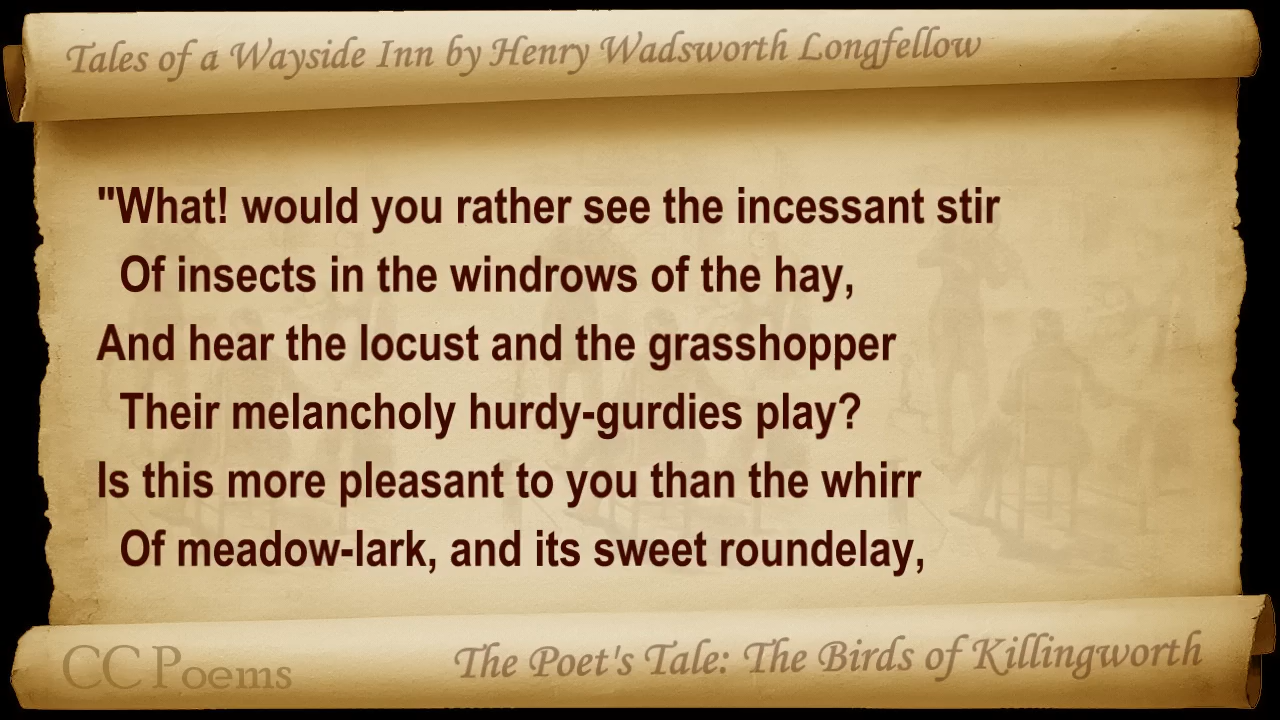 Tales of a Wayside Inn by Henry Wadsworth Longfellow
"What! would you rather see the incessant stir
Of insects in the windrows of the hay,
And hear the locust and the grasshopper
Their melancholy hurdy-gurdies play?
Is this more pleasant to you than the whirr
Of meadow-lark, and its sweet roundelay,
CC Poems
The Poet's Tale: The Birds of Killingworth